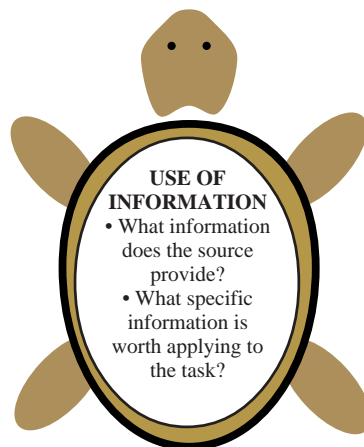 USE OF
INFORMATION
• What information
does the source
provide?
• What specific
information is
worth applying to
the task?